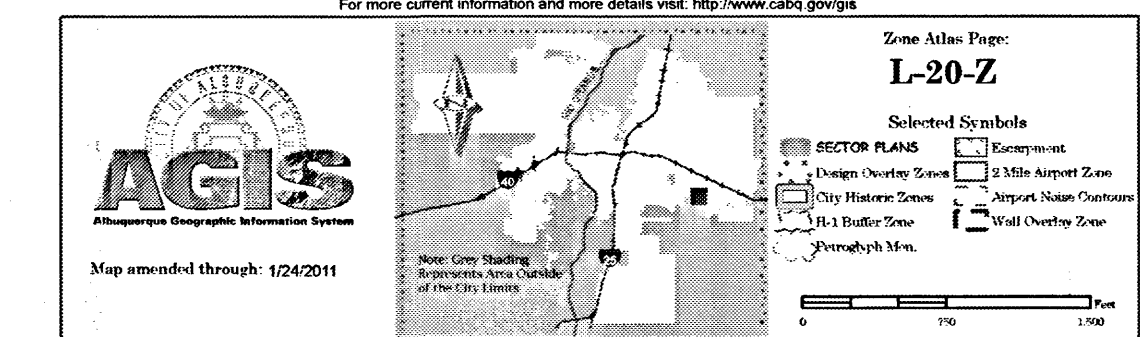 For more current information and more details visit: http://www.cabq.gov/gis
AGIS
Albuquerque Geographic Information System
Map amended through: 1/24/2011
40
25
Note: Grey Shading
Represents Area Outside
of the City Limits
Zone Atlas Page:
L-20-Z
Selected Symbols
SECTOR PLANS
Design Overlay Zones
City Historic Zones
H-1 Buffer Zone
Petroglyph Mon.
Escarpment
2 Mile Airport Zone
Airport Noise Contours
Wall Overlay Zone
Feet
0 750 1,500